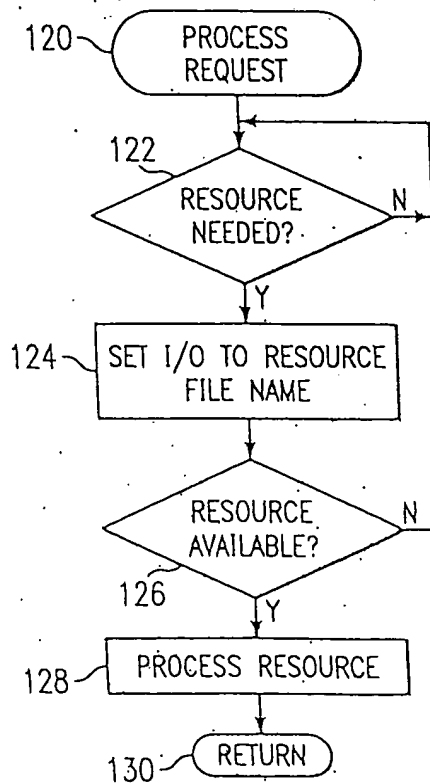 120
PROCESS
REQUEST
122
RESOURCE
NEEDED?
N
Y
124
SET I/O TO RESOURCE
FILE NAME
RESOURCE
AVAILABLE?
N
126
Y
128
PROCESS RESOURCE
130
RETURN